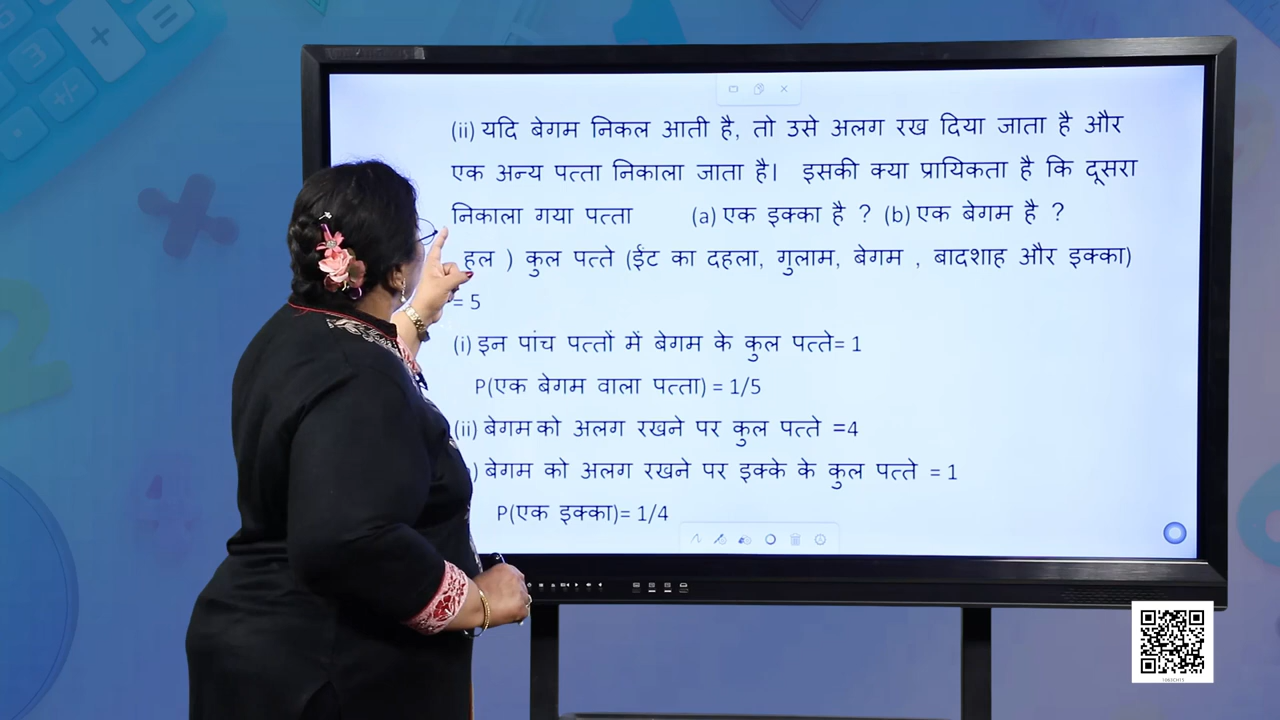 (ii) यदि बेगम निकल आती है, तो उसे अलग रख दिया जाता है और
एक अन्य पत्ता निकाला जाता है। इसकी क्या प्रायिकता है कि दूसरा
निकाला गया पत्ता (a) एक इक्का है ? (b) एक बेगम है ?
हल ) कुल पत्ते (ईंट का दहला, गुलाम, बेगम , बादशाह और इक्का)
= 5
(i) इन पांच पत्तों में बेगम के कुल पत्ते= 1
P(एक बेगम वाला पत्ता) = 1/5
(ii) बेगम को अलग रखने पर कुल पत्ते =4
) बेगम को अलग रखने पर इक्के के कुल पत्ते = 1
P(एक इक्का)= 1/4